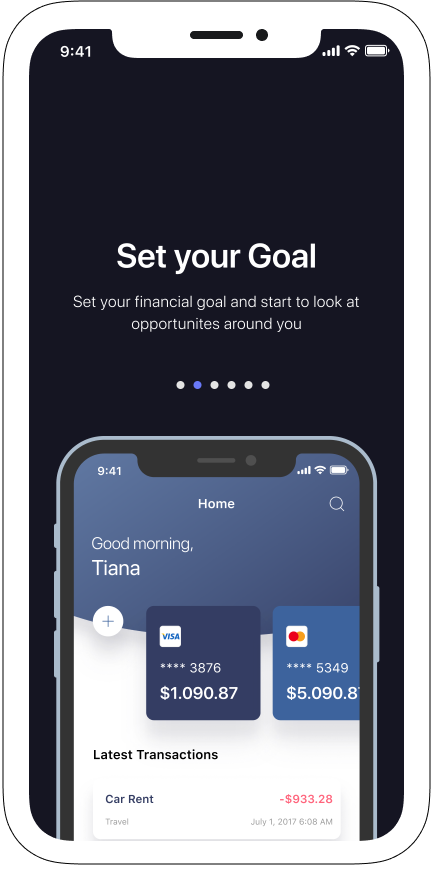 9:41
Set your Goal
Set your financial goal and start to look at
opportunites around you
9:41
Home
Good morning,
Tiana
VISA
**** 3876
**** 5349
$1.090.87
$5.090.8
Latest Transactions
Car Rent
-$933.28
Travel
July 1, 2017 6:08 AM